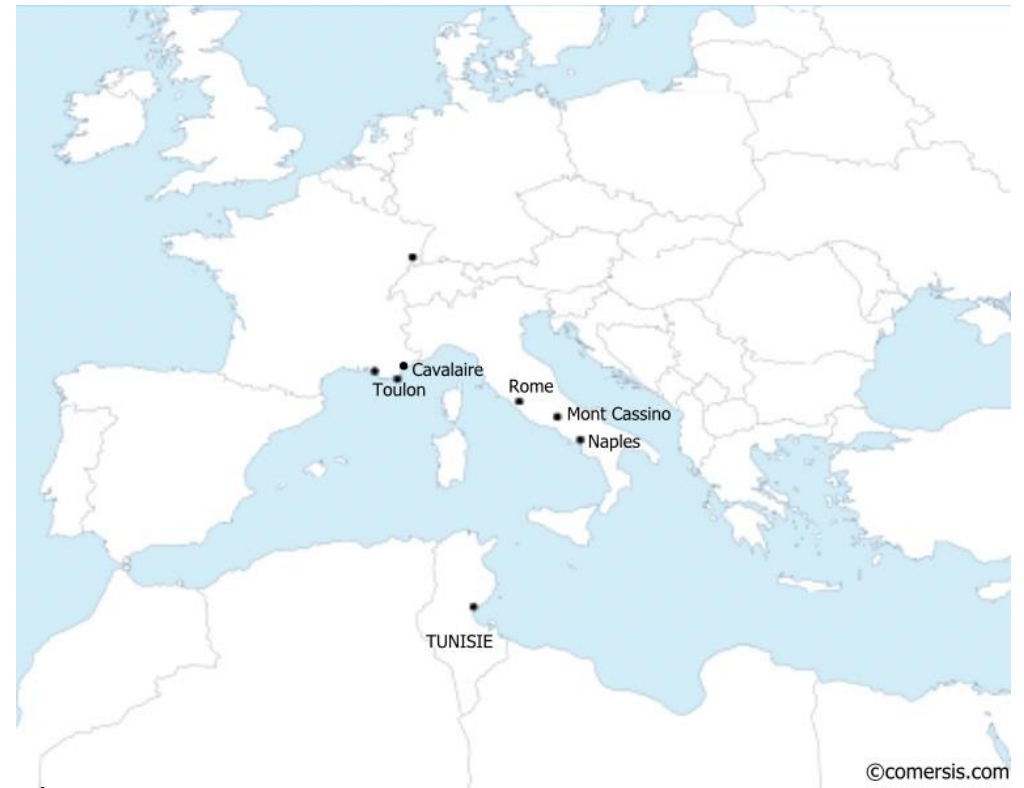 Cavalaire
Toulon
Rome
Mont Cassino
Naples
TUNISIE
©comersis.com